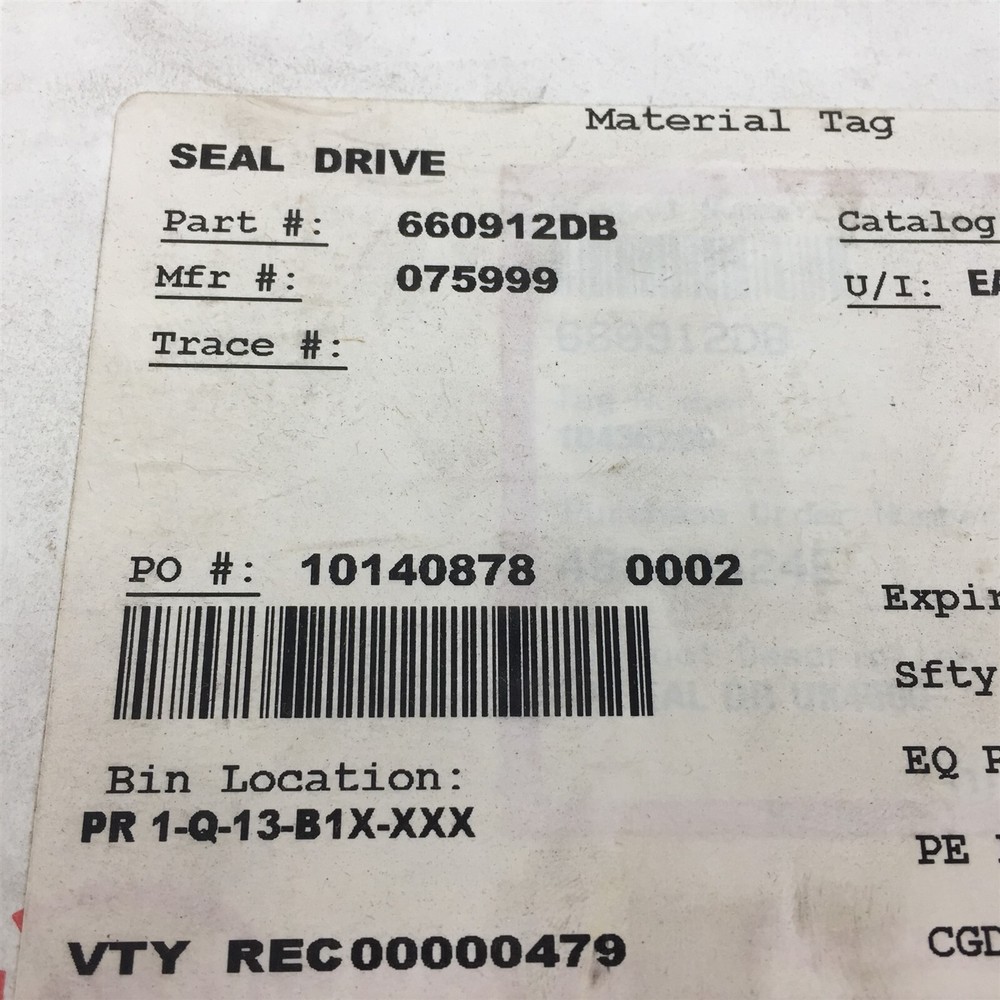 Material Tag
SEAL DRIVE
Part #: 660912DB Catalog
Mfr #: 075999 U/I: EA
Trace #:
PO #: 10140878 0002
Expir
Sfty
Bin Location: EQ P
PR 1-Q-13-B1X-XXX
PE
VTY REC00000479 CGD